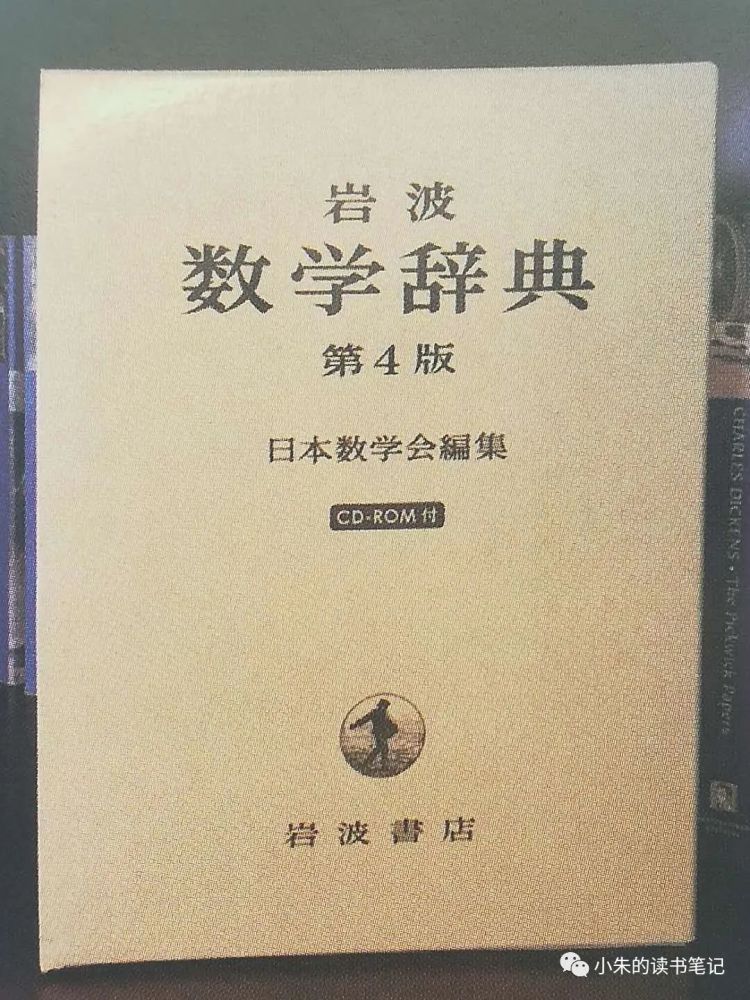 岩波
数学辞典
第4版
日本数学会編集
CD-ROM付
岩波書店
CHARLES DICKENS • The Pickwick Papers
小朱的读书笔记